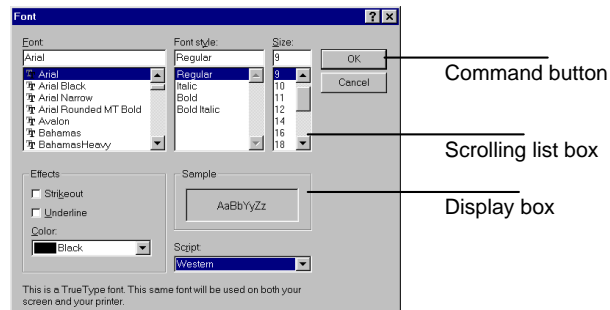 Font
? ×
Font: Font style: Size:
Arial Regular 9 OK
Arial Regular 9 Cancel
Arial Black Italic 10
Arial Narrow Bold 11
Arial Rounded MT Bold Bold Italic 12
Avalon 14
Bahamas 16
BahamasHeavy 18
Effects Sample
Strikeout
Underline AaBbYyZz
Color:
Black Script:
Western
This is a TrueType font. This same font will be used on both your
screen and your printer.
Command button
Scrolling list box
Display box